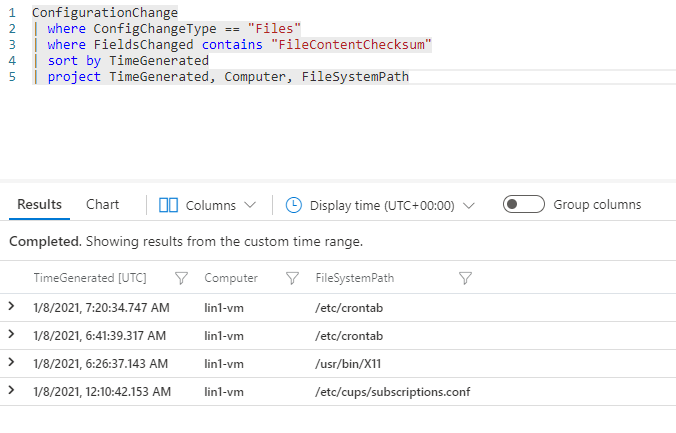 1 ConfigurationChange
2 | where ConfigChangeType == "Files"
3 | where FieldsChanged contains "FileContentChecksum"
4 | sort by TimeGenerated
5 | project TimeGenerated, Computer, FileSystemPath
Results Chart Columns Display time (UTC+00:00) Group columns
Completed. Showing results from the custom time range.
TimeGenerated [UTC] Computer FileSystemPath
1/8/2021, 7:20:34.747 AM lin1-vm /etc/crontab
1/8/2021, 6:41:39.317 AM lin1-vm /etc/crontab
1/8/2021, 6:26:37.143 AM lin1-vm /usr/bin/X11
1/8/2021, 12:10:42.153 AM lin1-vm /etc/cups/subscriptions.conf